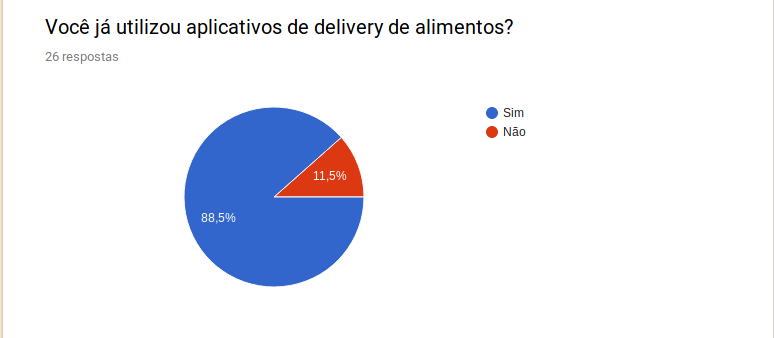 Você já utilizou aplicativos de delivery de alimentos?
26 respostas
Sim
Não
11,5%
88,5%